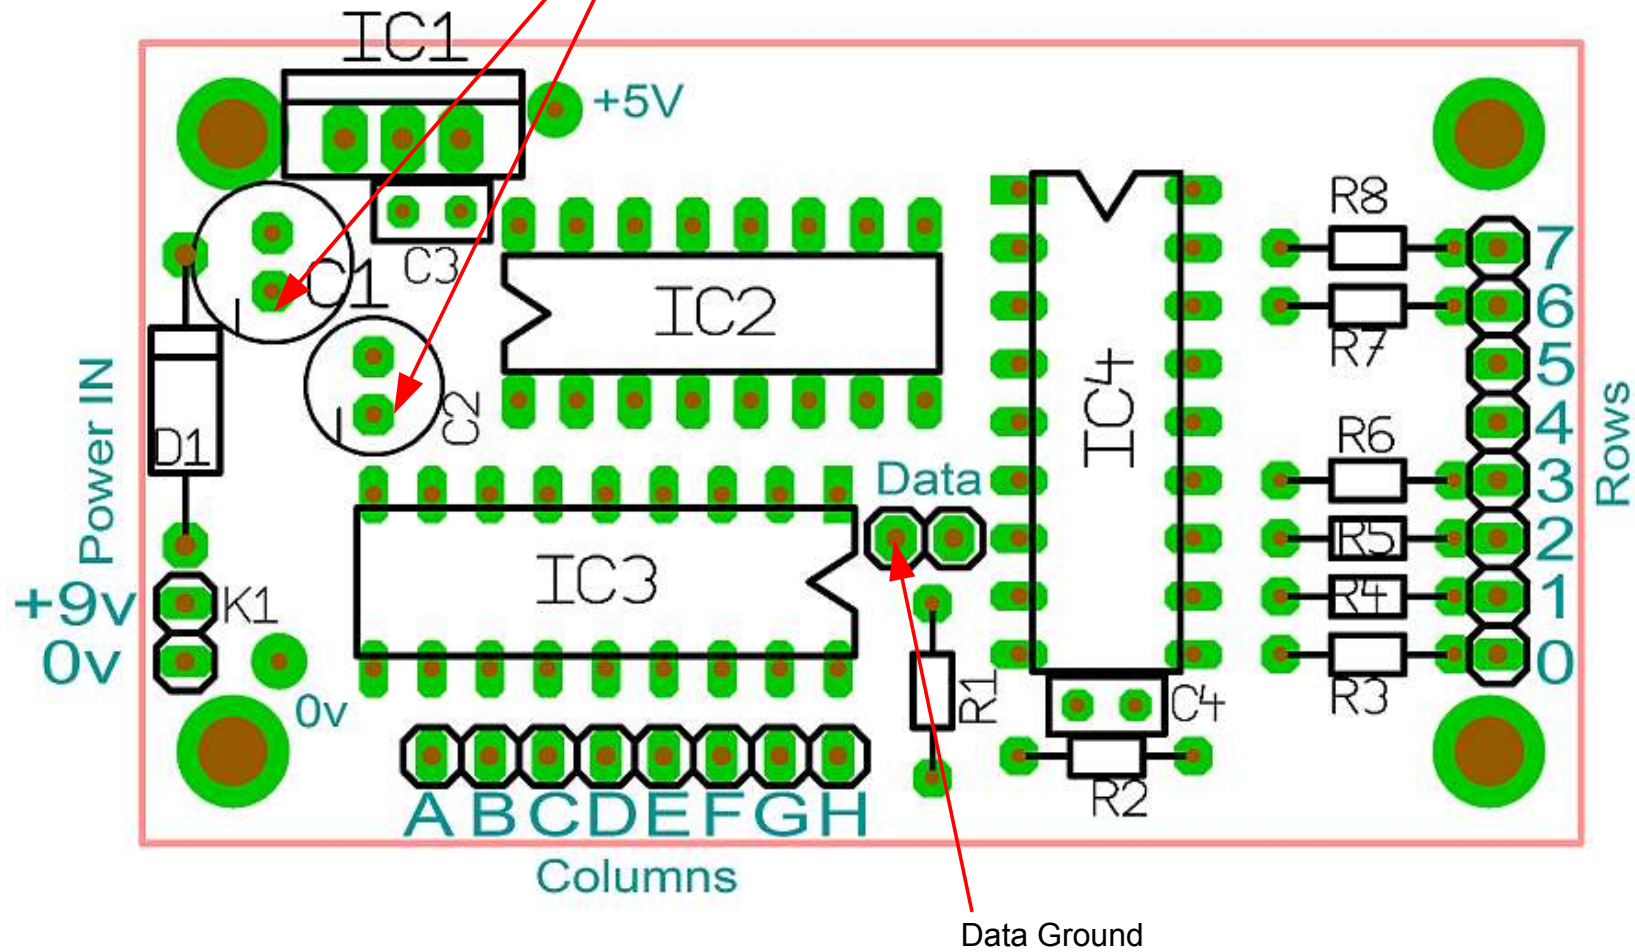 IC1
+5V
R8
7
C3
C1
IC2
6
R7
5
Power IN
C2
IC4
4
D1
R6
Rows
Data
3
R5
2
IC3
+9v
K1
R4
1
0v
0
R1
R3
0v
C4
R2
A B C D E F G H
Columns
Data Ground